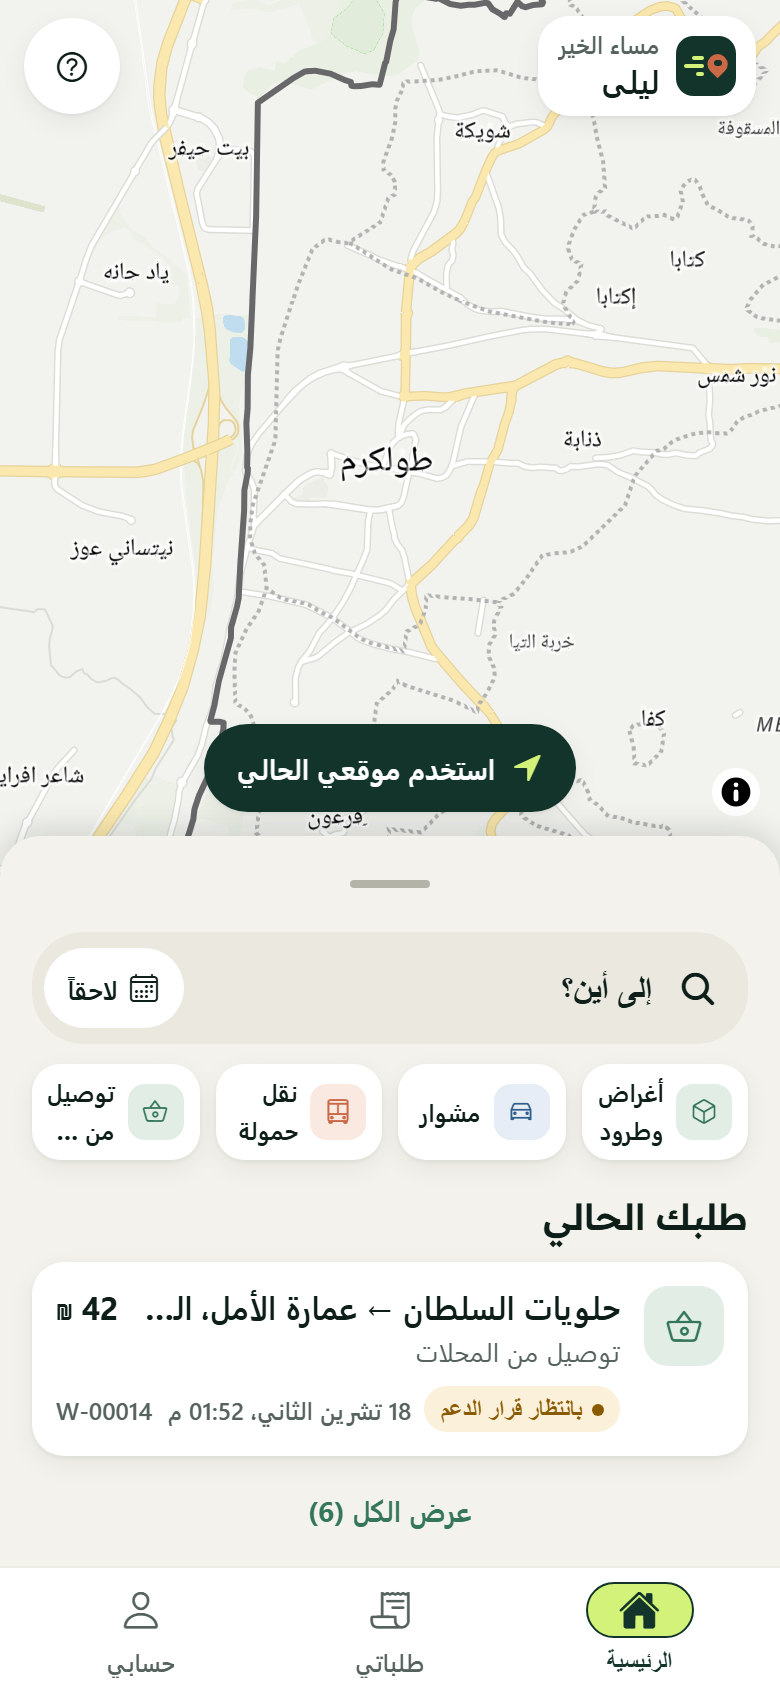 مساء الخير
ليلى
المسقوفة
شويكة
بيت حيفر
كتابا
ياد حانه
إكتابا
نور شمس
ذنابة
طولكرم
نيتساني عوز
خربة التيا
كفا
شاعر افرايـ
استخدم موقعي الحالي
فرعون
إلى أين؟
لاحقاً
أغراض وطرود
مشوار
نقل حمولة
توصيل من ...
طلبك الحالي
حلويات السلطان ← عمارة الأمل، الـ... 42 ₪
توصيل من المحلات
بانتظار قرار الدعم 18 تشرين الثاني، 01:52 م W-00014
عرض الكل (6)
الرئيسية
طلباتي
حسابي